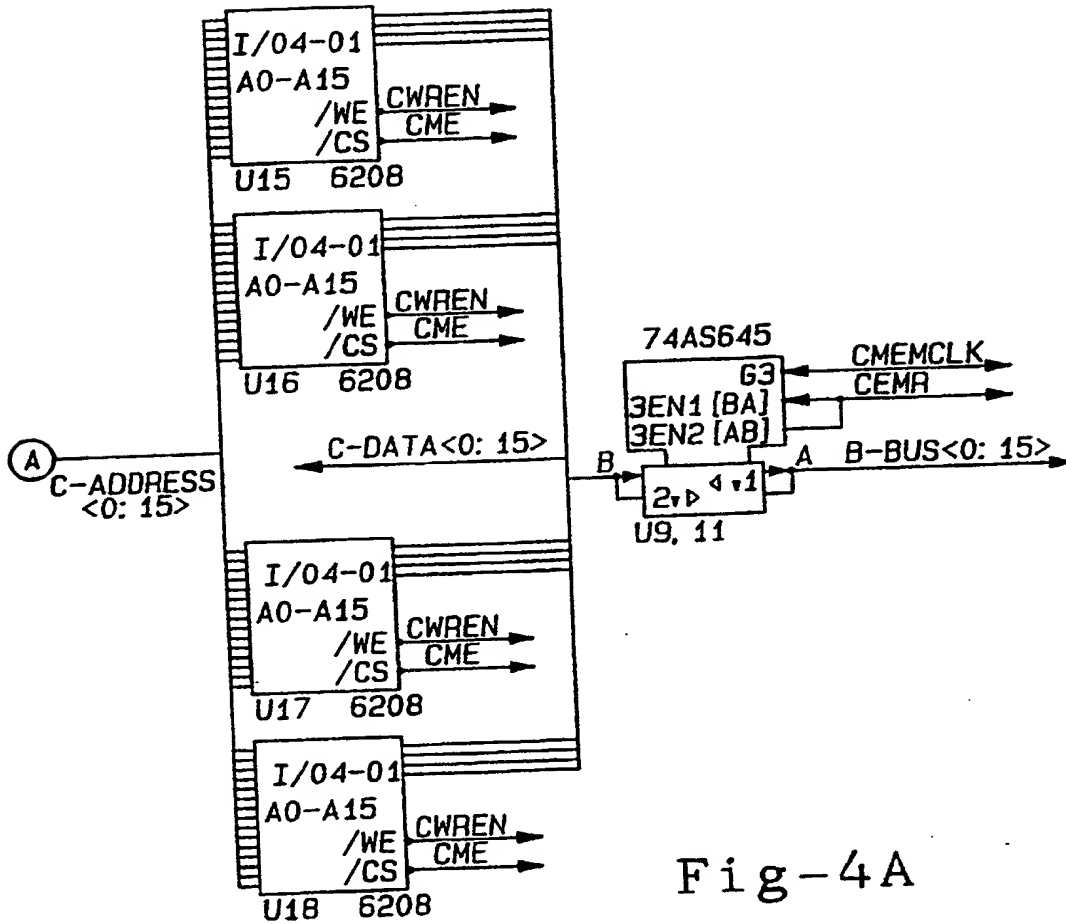 I/04-01
A0-A15
/WE CWREN
/CS CME
U15 6208
I/04-01
A0-A15
/WE CWREN
/CS CME
U16 6208
74AS645
G3 CMEMCLK
3EN1 [BA] CEMR
3EN2 [AB]
A
C-ADDRESS
<0: 15>
C-DATA<0: 15>
B
A B-BUS<0: 15>
2▾▷ ◁▾1
U9, 11
I/04-01
A0-A15
/WE CWREN
/CS CME
U17 6208
I/04-01
A0-A15
/WE CWREN
/CS CME
U18 6208
Fig-4A